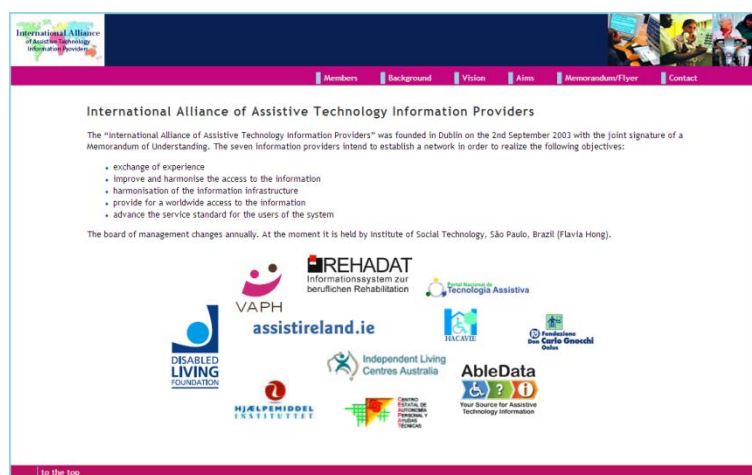 International Alliance
of Assistive Technology
Information Providers
Members
Background
Vision
Aims
Memorandum/Flyer
Contact
International Alliance of Assistive Technology Information Providers
The “International Alliance of Assistive Technology Information Providers” was founded in Dublin on the 2nd September 2003 with the joint signature of a
Memorandum of Understanding. The seven information providers intend to establish a network in order to realize the following objectives:
exchange of experience
improve and harmonise the access to the information
harmonisation of the information infrastructure
provide for a worldwide access to the information
advance the service standard for the users of the system
The board of management changes annually. At the moment it is held by Institute of Social Technology, São Paulo, Brazil (Flavia Hong).
VAPH
REHADAT
Informationssystem zur
beruflichen Rehabilitation
Portal Nacional de
Tecnologia Assistiva
assistireland.ie
HACAVIE
Fondazione
Don Carlo Gnocchi
Onlus
DISABLED
LIVING
FOUNDATION
Independent Living
Centres Australia
AbleData
? i
Your Source for Assistive
Technology Information
HJÆLPEMIDDEL
INSTITUTTET
CENTRO
ESTATAL DE
AUTONOMÍA
PERSONAL Y
AYUDAS
TÉCNICAS
to the top